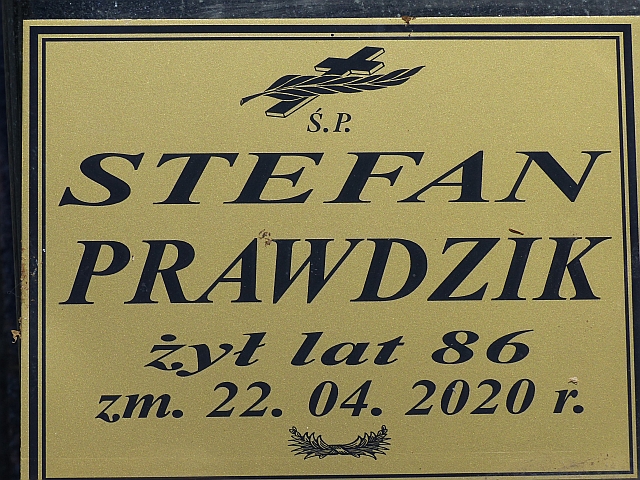 Ś.P.
STEFAN
PRAWDZIK
żył lat 86
zm. 22. 04. 2020 r.